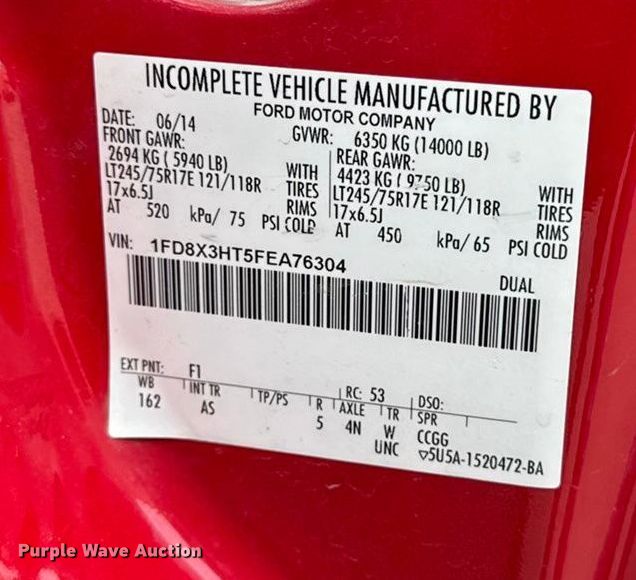 INCOMPLETE VEHICLE MANUFACTURED BY
FORD MOTOR COMPANY
DATE: 06/14 GVWR: 6350 KG (14000 LB)
FRONT GAWR: REAR GAWR:
2694 KG ( 5940 LB) WITH 4423 KG ( 9750 LB) WITH
LT245/75R17E 121/118R TIRES LT245/75R17E 121/118R TIRES
17x6.5J RIMS 17x6.5J RIMS
AT 520 kPa/ 75 PSI COLD AT 450 kPa/ 65 PSI COLD
VIN: 1FD8X3HT5FEA76304
DUAL
EXT PNT: F1 RC: 53 DSO:
WB INT TR TP/PS R AXLE TR SPR
162 AS 5 4N W CCGG
UNC ▽5U5A-1520472-BA
Purple Wave Auction